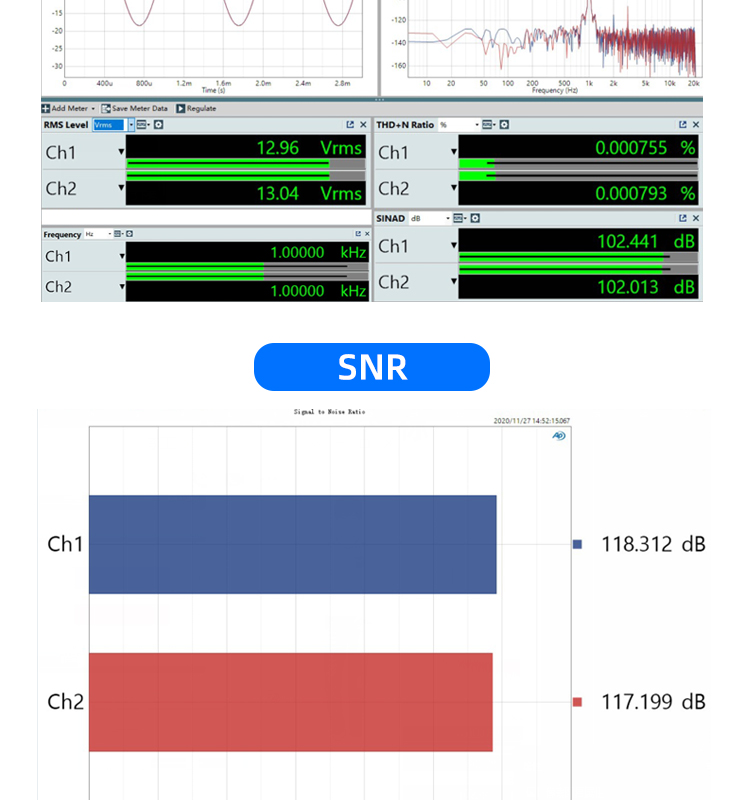 -15
-20
-25
-30
0 400u 800u 1.2m 1.6m 2.0m 2.4m 2.8m
Time (s)
-120
-140
-160
10 20 50 100 200 500 1k 2k 5k 10k 20k
Frequency (Hz)
Add Meter Save Meter Data Regulate
RMS Level Vrms
Ch1 12.96 Vrms
Ch2 13.04 Vrms
THD+N Ratio %
Ch1 0.000755 %
Ch2 0.000793 %
Frequency Hz
Ch1 1.00000 kHz
Ch2 1.00000 kHz
SINAD dB
Ch1 102.441 dB
Ch2 102.013 dB
SNR
Signal to Noise Ratio
2020/11/27 14:52:15.067
AP
Ch1 118.312 dB
Ch2 117.199 dB